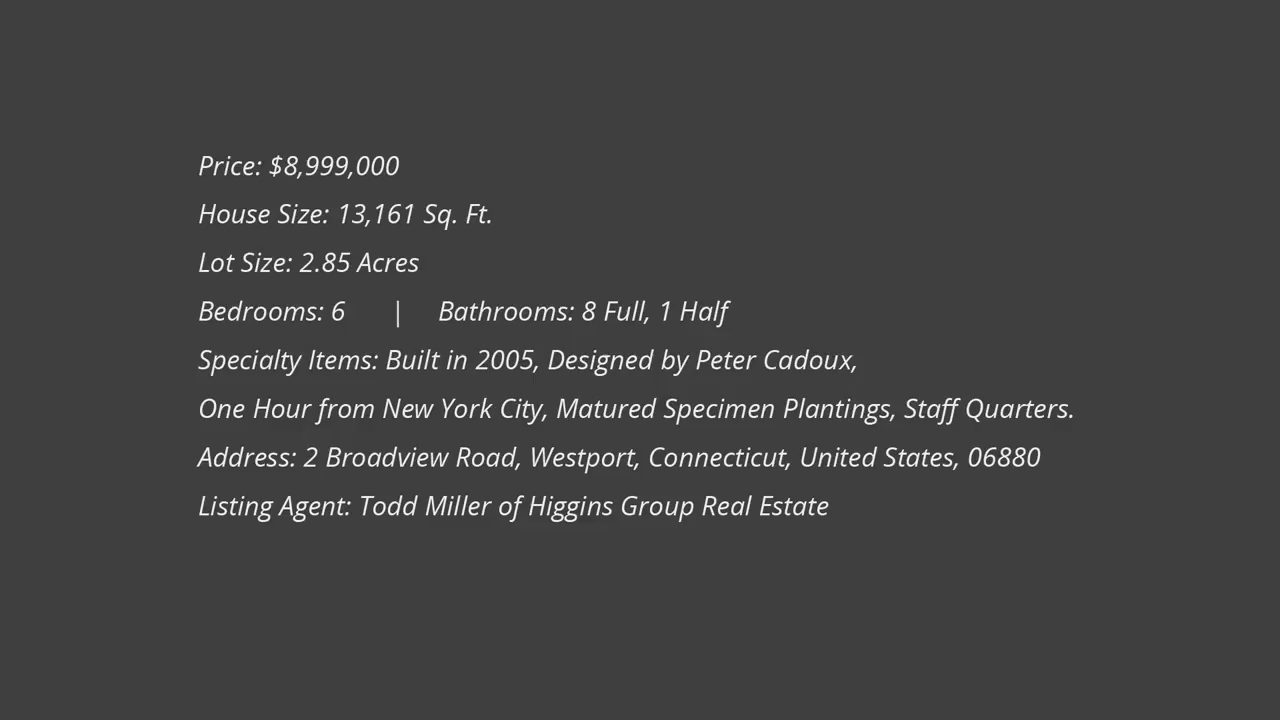 Price: $8,999,000
House Size: 13,161 Sq. Ft.
Lot Size: 2.85 Acres
Bedrooms: 6 | Bathrooms: 8 Full, 1 Half
Specialty Items: Built in 2005, Designed by Peter Cadoux,
One Hour from New York City, Matured Specimen Plantings, Staff Quarters.
Address: 2 Broadview Road, Westport, Connecticut, United States, 06880
Listing Agent: Todd Miller of Higgins Group Real Estate